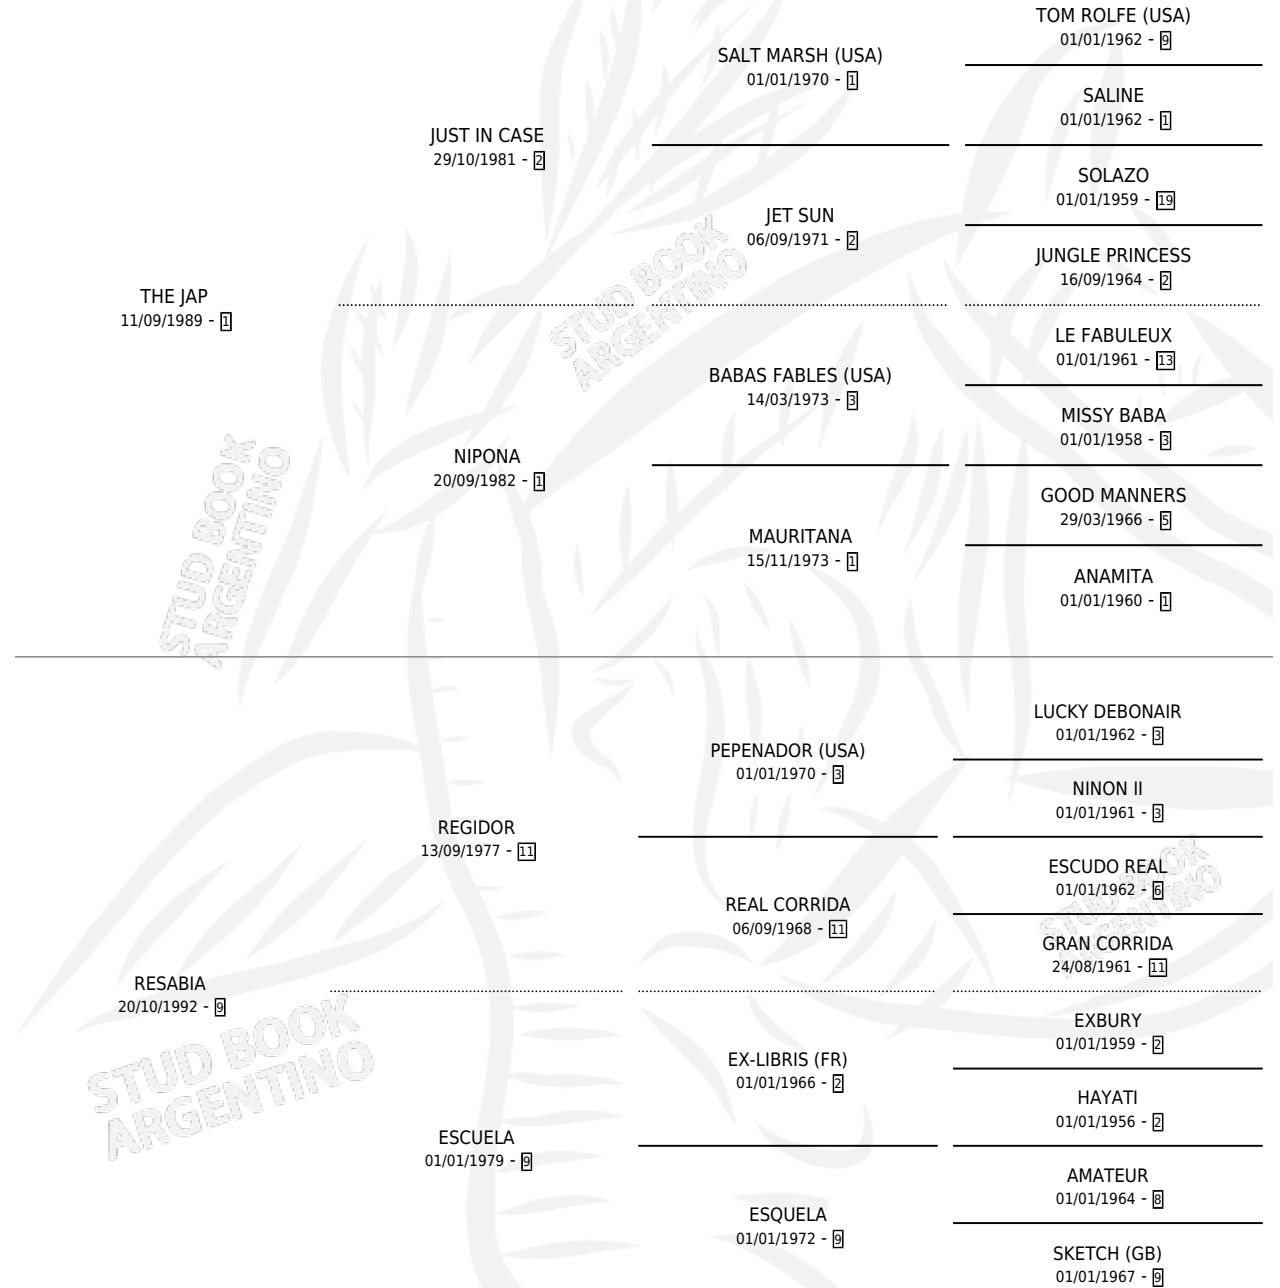 TOM ROLFE (USA)
01/01/1962 - 9
SALT MARSH (USA)
01/01/1970 - 1
SALINE
01/01/1962 - 1
JUST IN CASE
29/10/1981 - 2
SOLAZO
01/01/1959 - 19
JET SUN
06/09/1971 - 2
JUNGLE PRINCESS
16/09/1964 - 2
THE JAP
11/09/1989 - 1
LE FABULEUX
01/01/1961 - 13
BABAS FABLES (USA)
14/03/1973 - 3
MISSY BABA
01/01/1958 - 3
NIPONA
20/09/1982 - 1
GOOD MANNERS
29/03/1966 - 5
MAURITANA
15/11/1973 - 1
ANAMITA
01/01/1960 - 1
LUCKY DEBONAIR
01/01/1962 - 3
PEPENADOR (USA)
01/01/1970 - 3
NINON II
01/01/1961 - 3
REGIDOR
13/09/1977 - 11
ESCUDO REAL
01/01/1962 - 6
REAL CORRIDA
06/09/1968 - 11
GRAN CORRIDA
24/08/1961 - 11
RESABIA
20/10/1992 - 9
EXBURY
01/01/1959 - 2
EX-LIBRIS (FR)
01/01/1966 - 2
HAYATI
01/01/1956 - 2
ESCUELA
01/01/1979 - 9
AMATEUR
01/01/1964 - 8
ESQUELA
01/01/1972 - 9
SKETCH (GB)
01/01/1967 - 9
STUD BOOK
ARGENTINO
STUD BOOK
ARGENTINO
STUD BOOK
ARGENTINO
STUD BOOK
ARGENTINO